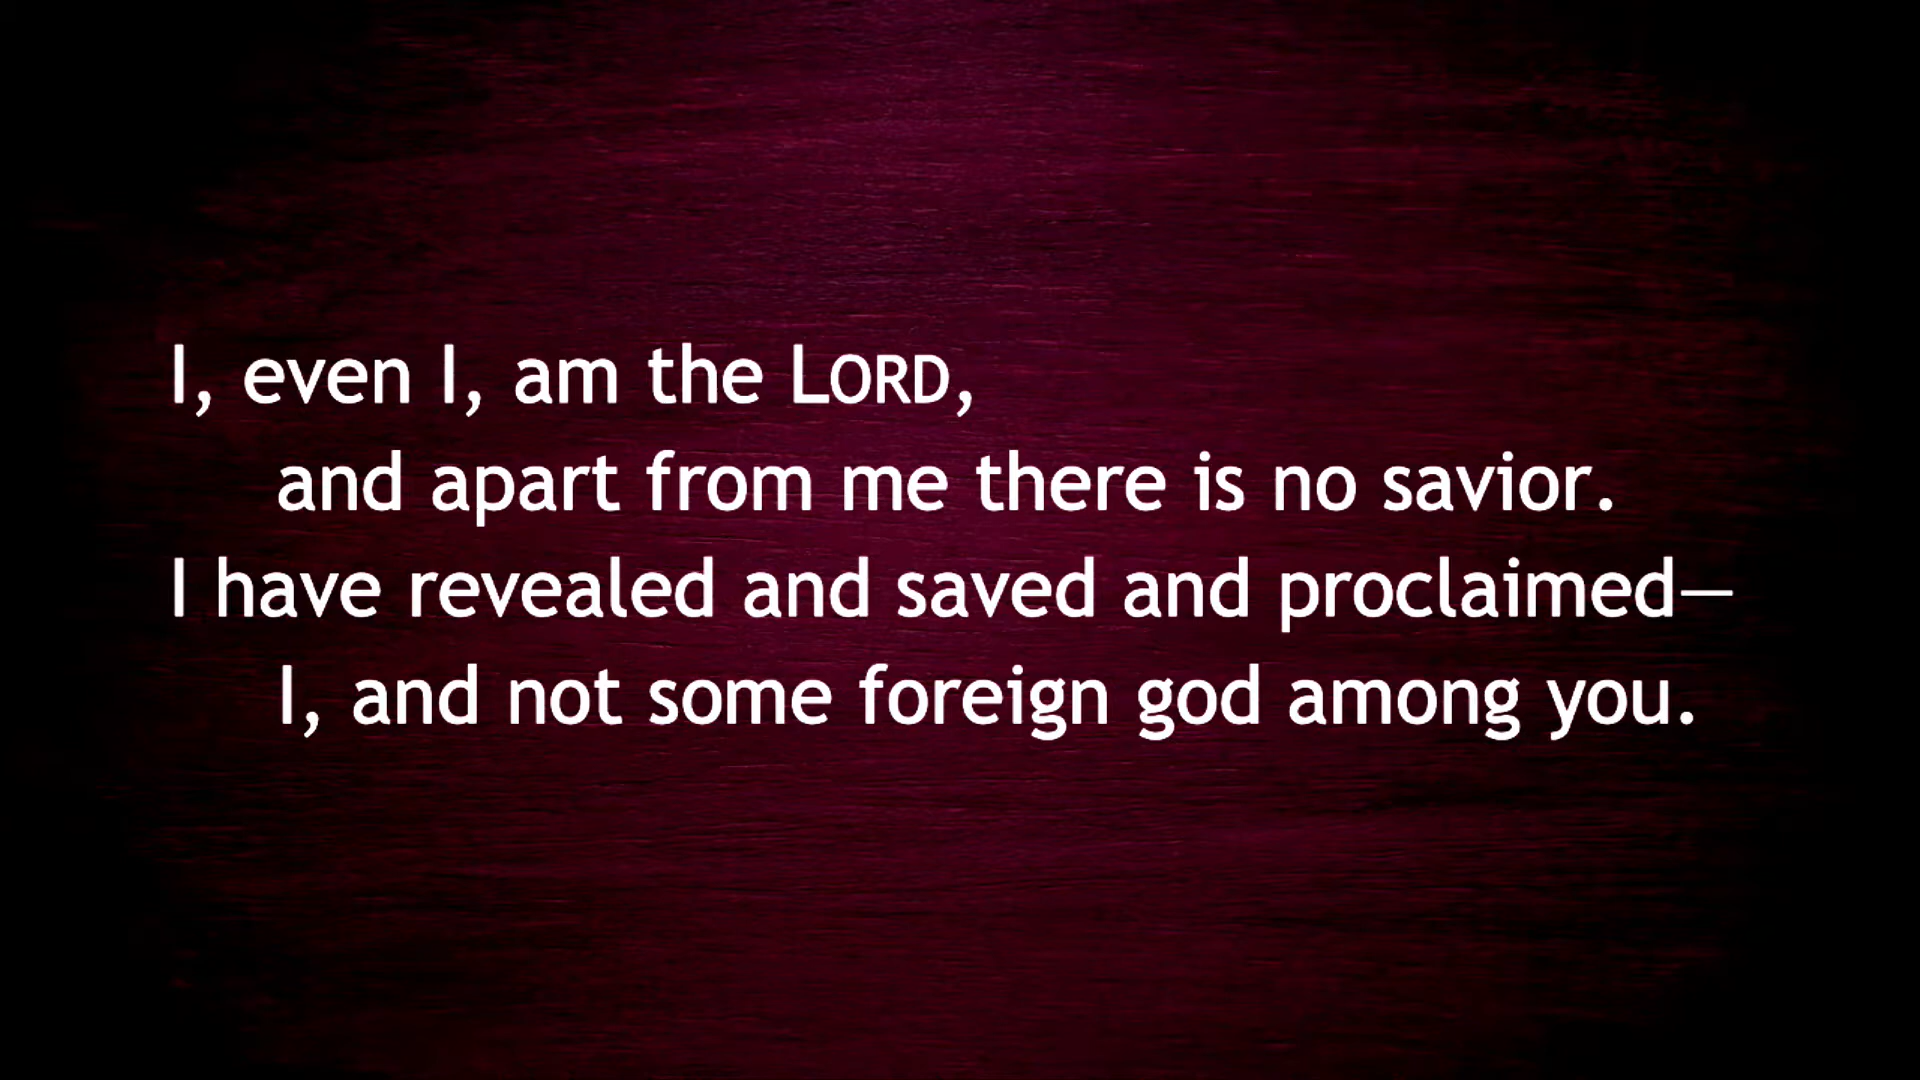 I, even I, am the LORD,
and apart from me there is no savior.
I have revealed and saved and proclaimed—
I, and not some foreign god among you.